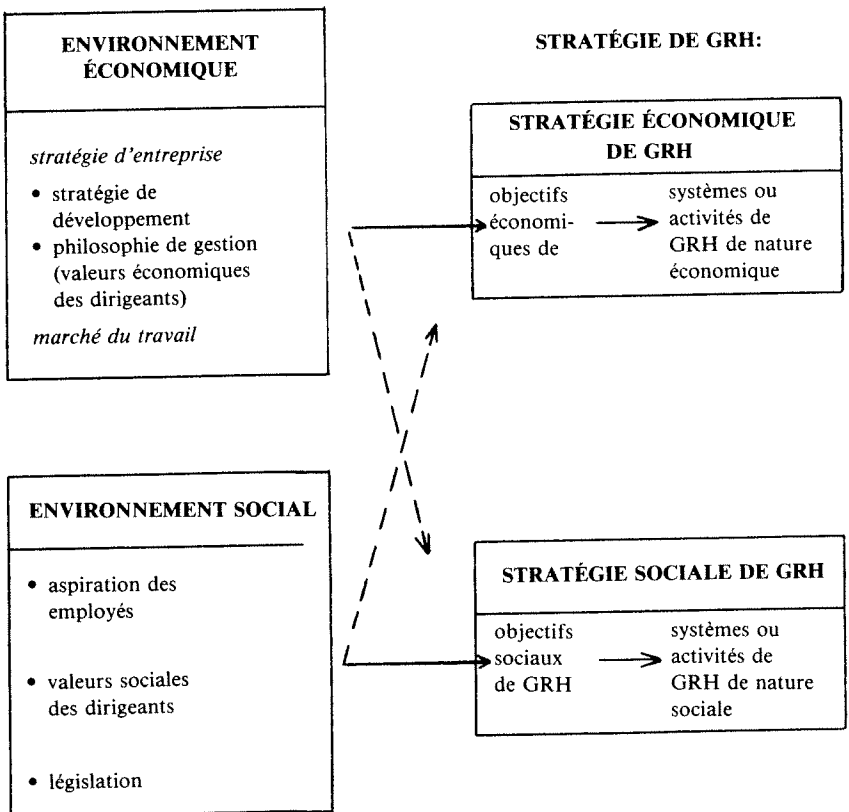 ENVIRONNEMENT
ÉCONOMIQUE
stratégie d'entreprise
• stratégie de
développement
• philosophie de gestion
(valeurs économiques
des dirigeants)
marché du travail
STRATÉGIE DE GRH:
STRATÉGIE ÉCONOMIQUE
DE GRH
objectifs
économi-
ques de
systèmes ou
activités de
GRH de nature
économique
ENVIRONNEMENT SOCIAL
• aspiration des
employés
• valeurs sociales
des dirigeants
• législation
STRATÉGIE SOCIALE DE GRH
objectifs
sociaux
de GRH
systèmes ou
activités de
GRH de nature
sociale